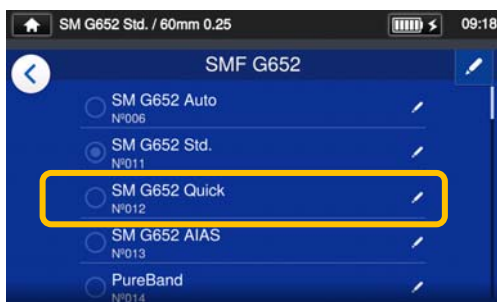 SM G652 Std. / 60mm 0.25
09:18
SMF G652
SM G652 Auto
Nº006
SM G652 Std.
Nº011
SM G652 Quick
Nº012
SM G652 AIAS
Nº013
PureBand
Nº014